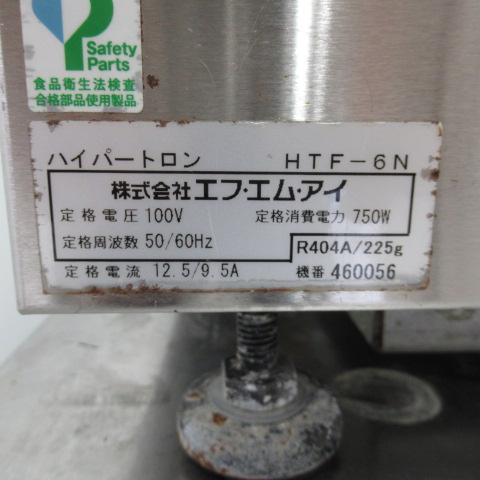 Safety
Parts
食品衛生法検査
合格部品使用製品
ハイパートロン HTF-6N
株式会社エフ・エム・アイ
定格電圧 100V 定格消費電力 750W
定格周波数 50/60Hz R404A/225g
定格電流 12.5/9.5A 機番 460056